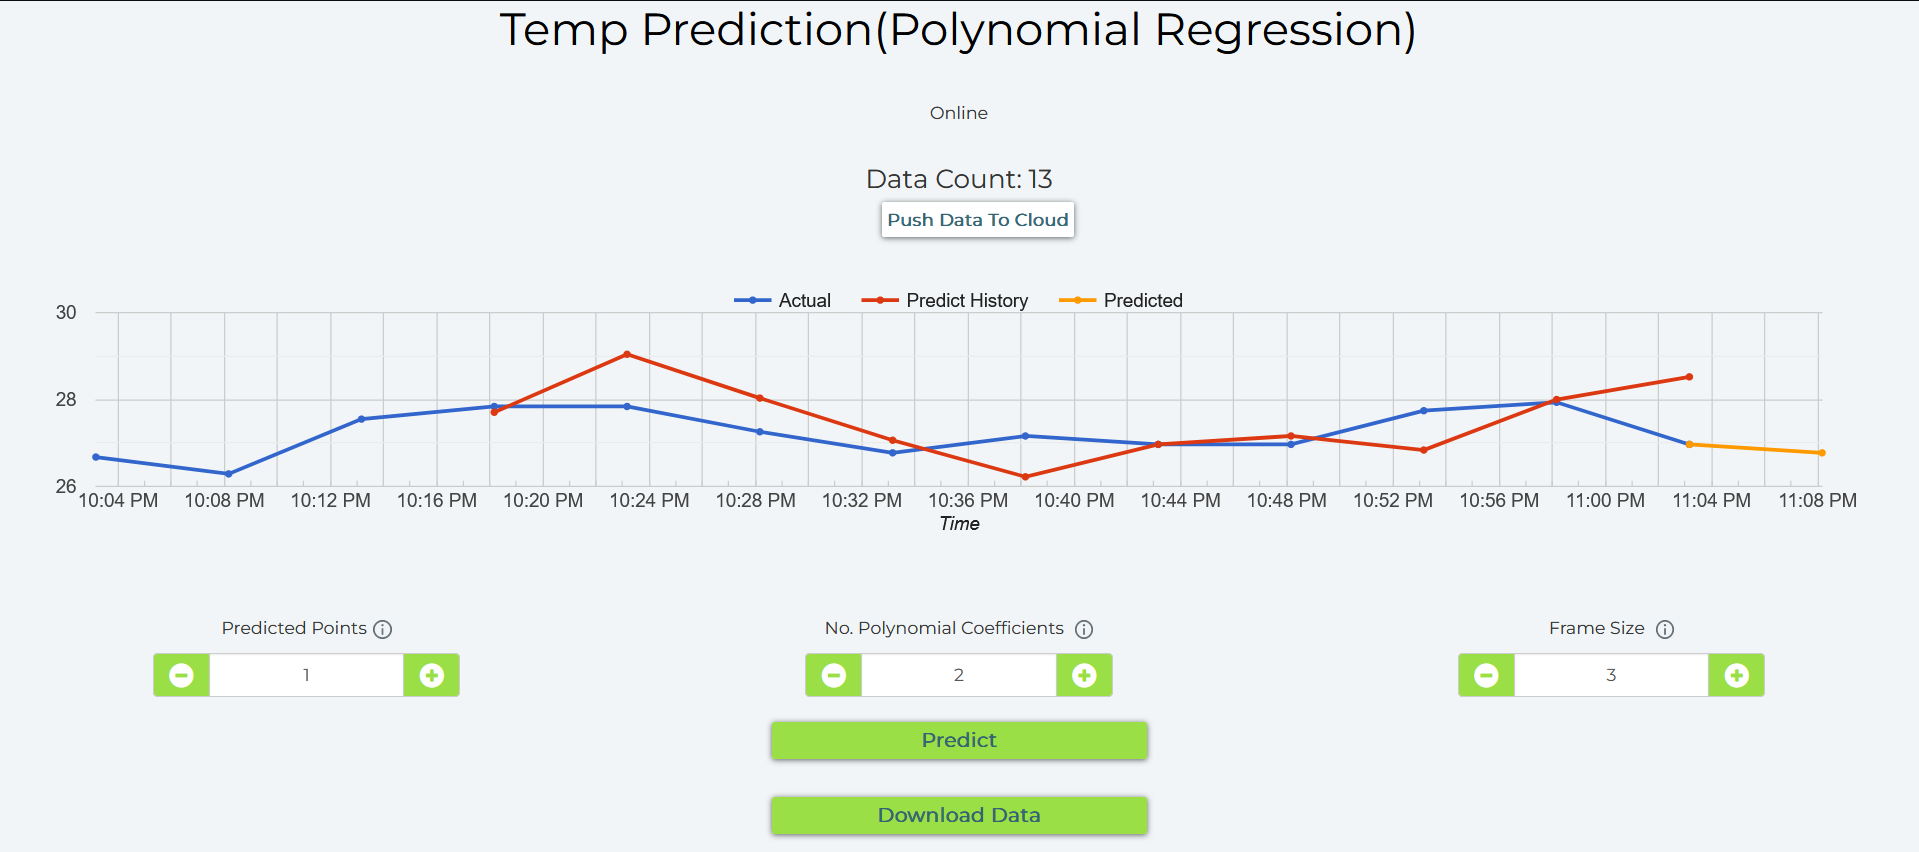 Temp Prediction(Polynomial Regression)
Online
Data Count: 13
Push Data To Cloud
Actual Predict History Predicted
30
28
26
10:04 PM 10:08 PM 10:12 PM 10:16 PM 10:20 PM 10:24 PM 10:28 PM 10:32 PM 10:36 PM 10:40 PM 10:44 PM 10:48 PM 10:52 PM 10:56 PM 11:00 PM 11:04 PM 11:08 PM
Time
Predicted Points No. Polynomial Coefficients Frame Size
1 2 3
Predict
Download Data